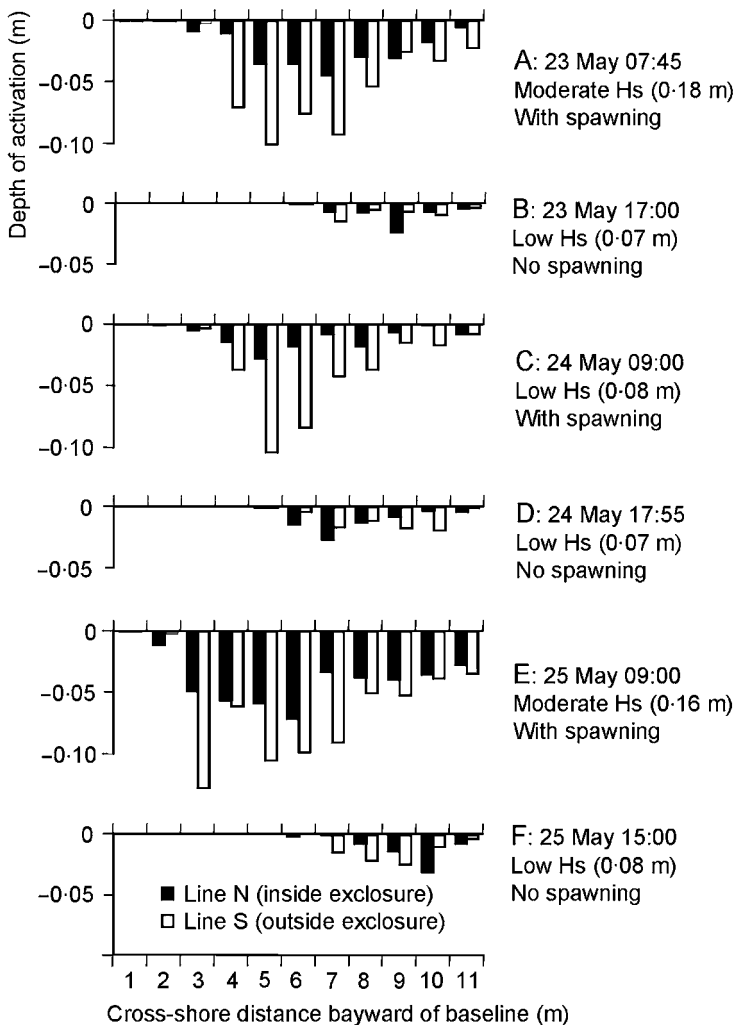 Depth of activation (m)
0
−0·05
−0·10
A: 23 May 07:45
Moderate Hs (0·18 m)
With spawning
0
−0·05
B: 23 May 17:00
Low Hs (0·07 m)
No spawning
0
−0·05
−0·10
C: 24 May 09:00
Low Hs (0·08 m)
With spawning
0
−0·05
D: 24 May 17:55
Low Hs (0·07 m)
No spawning
0
−0·05
−0·10
E: 25 May 09:00
Moderate Hs (0·16 m)
With spawning
0
−0·05
F: 25 May 15:00
Low Hs (0·08 m)
No spawning
Line N (inside exclosure)
Line S (outside exclosure)
1 2 3 4 5 6 7 8 9 10 11
Cross-shore distance bayward of baseline (m)